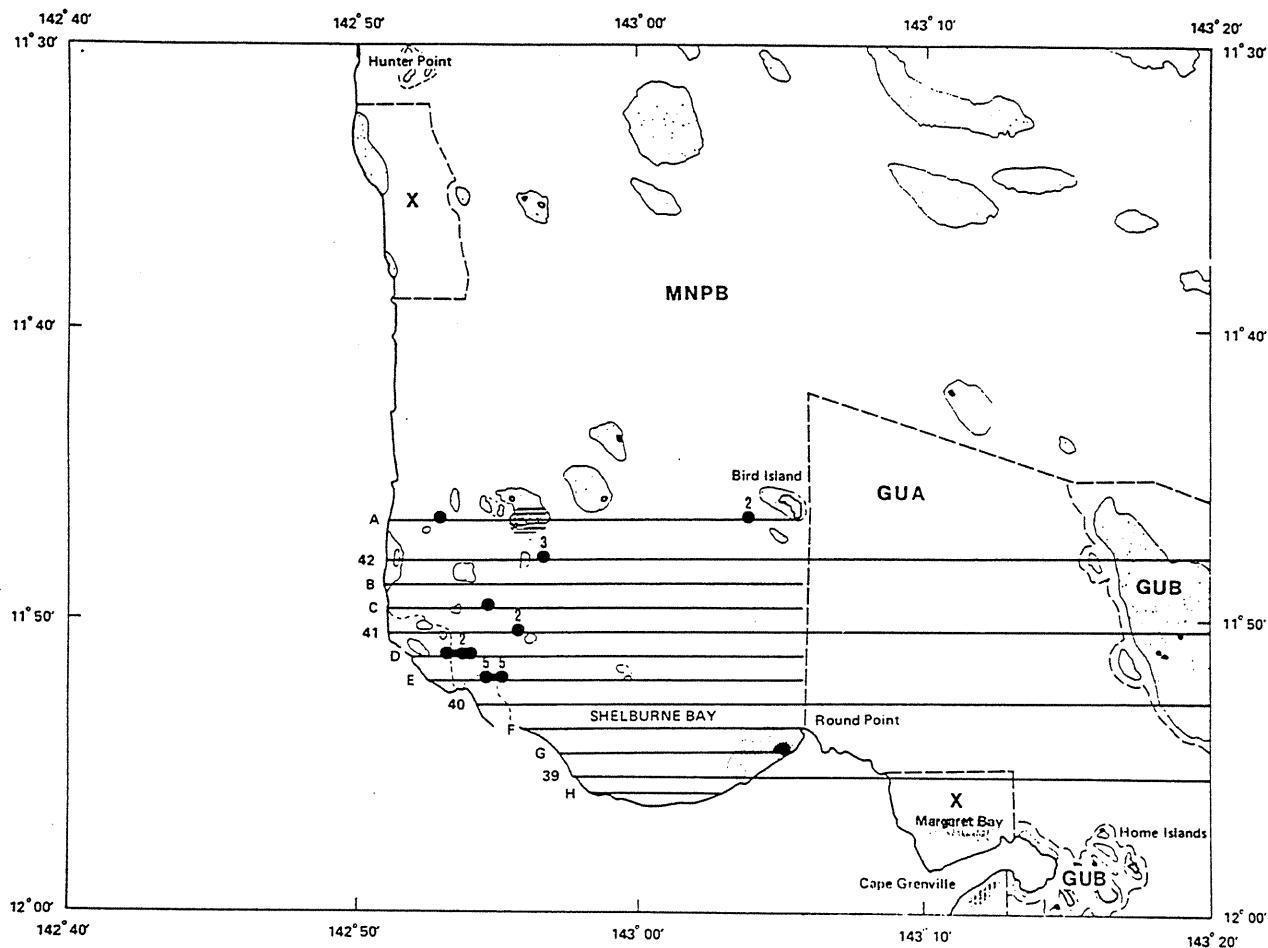 142° 40′ 142° 50′ 143° 00′ 143° 10′ 143° 20′
11° 30′ 11° 30′
Hunter Point
X
MNPB
11° 40′ 11° 40′
Bird Island
GUA
2
A
3
42
GUB
B
C
2
11° 50′ 11° 50′
41
2
D
5 5
E
40
SHELBURNE BAY Round Point
F
G
39
H
X
Margaret Bay Home Islands
Cape Grenville GUB
12° 00′ 12° 00′
142° 40′ 142° 50′ 143° 00′ 143° 10′ 143° 20′